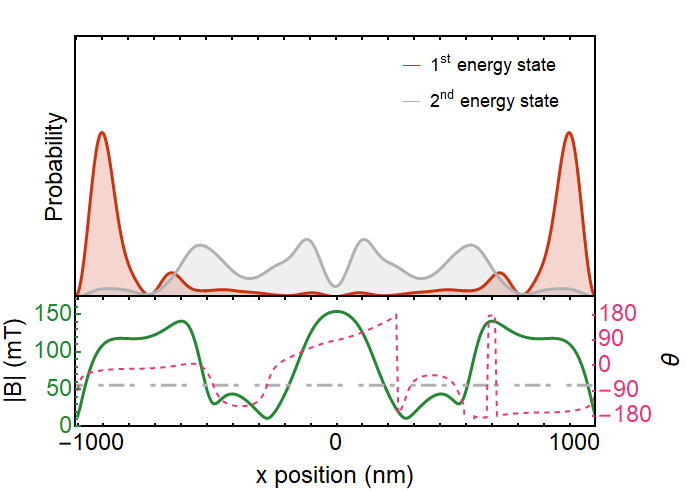 1st energy state
2nd energy state
Probability
150
100
50
0
|B| (mT)
180
90
0
−90
−180
θ
−1000
0
1000
x position (nm)